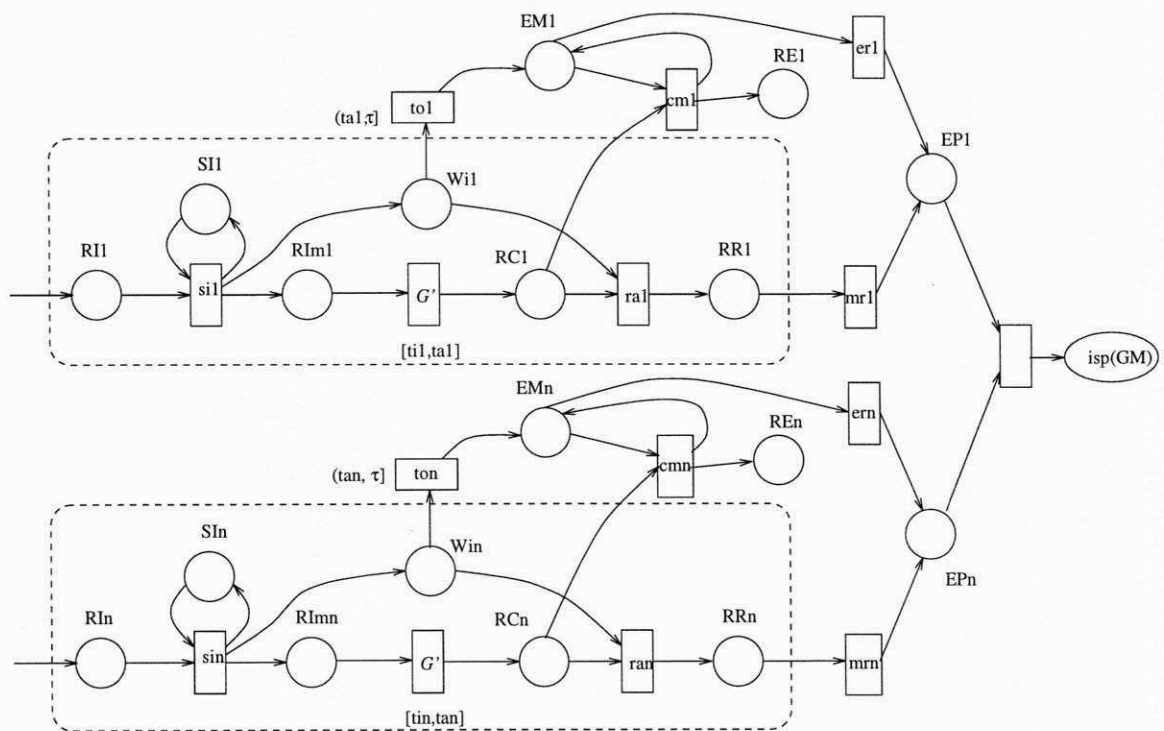 EM1
er1
RE1
cm1
to1
(ta1,τ]
EP1
SI1
Wi1
RI1
RIm1
RC1
RR1
si1
G'
ra1
mr1
[ti1,ta1]
isp(GM)
EMn
ern
REn
cmn
ton
(tan, τ]
SIn
Win
EPn
RIn
RImn
RCn
RRn
sin
G'
ran
mrn
[tin,tan]